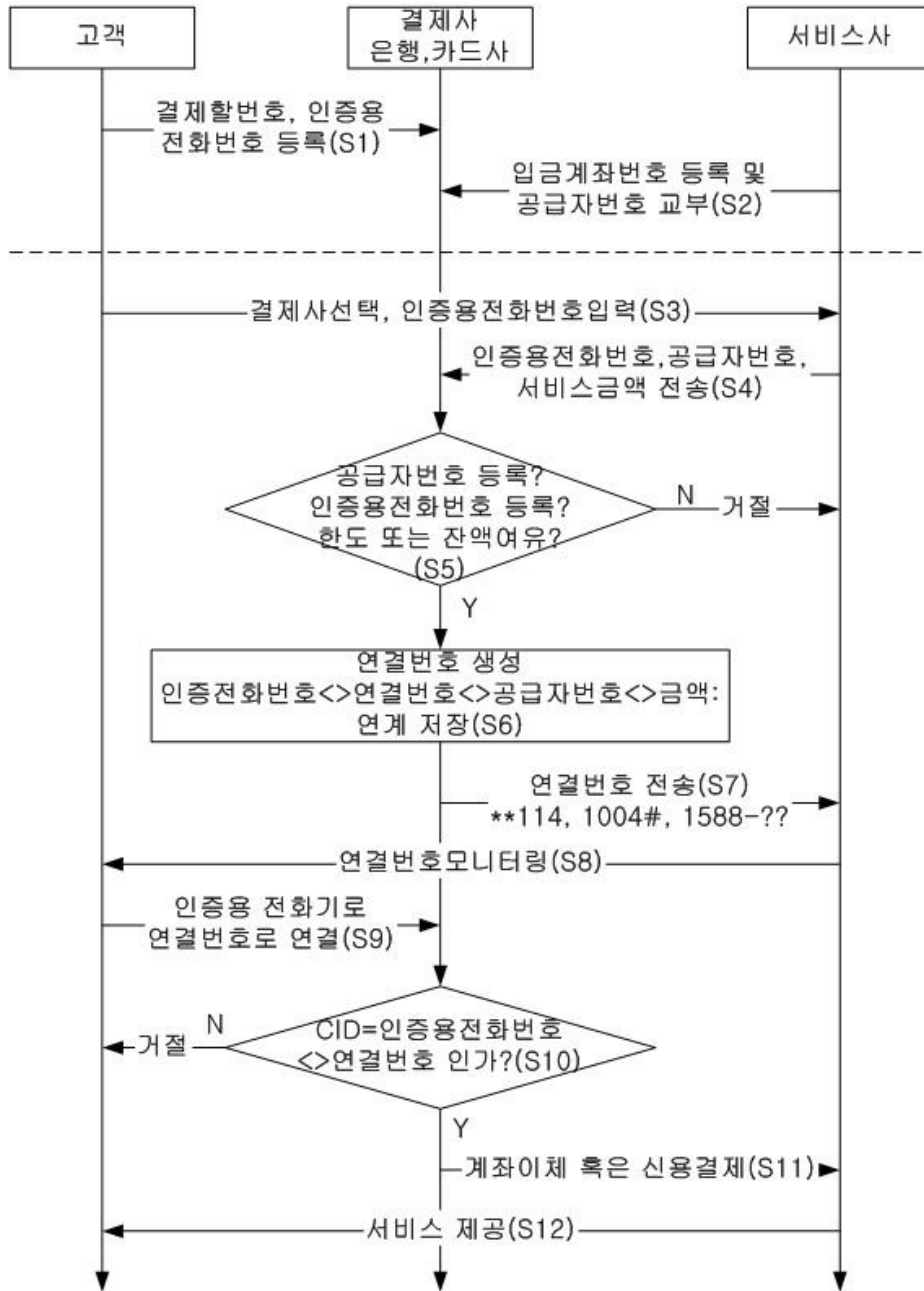 고객
결제사
은행,카드사
서비스사
결제할번호, 인증용
전화번호 등록(S1)
입금계좌번호 등록 및
공급자번호 교부(S2)
결제사선택, 인증용전화번호입력(S3)
인증용전화번호,공급자번호,
서비스금액 전송(S4)
공급자번호 등록?
인증용전화번호 등록?
한도 또는 잔액여유?
(S5)
N
거절
Y
연결번호 생성
인증전화번호<>연결번호<>공급자번호<>금액:
연계 저장(S6)
연결번호 전송(S7)
**114, 1004#, 1588-??
연결번호모니터링(S8)
인증용 전화기로
연결번호로 연결(S9)
N
거절
CID=인증용전화번호
<>연결번호 인가?(S10)
Y
계좌이체 혹은 신용결제(S11)
서비스 제공(S12)